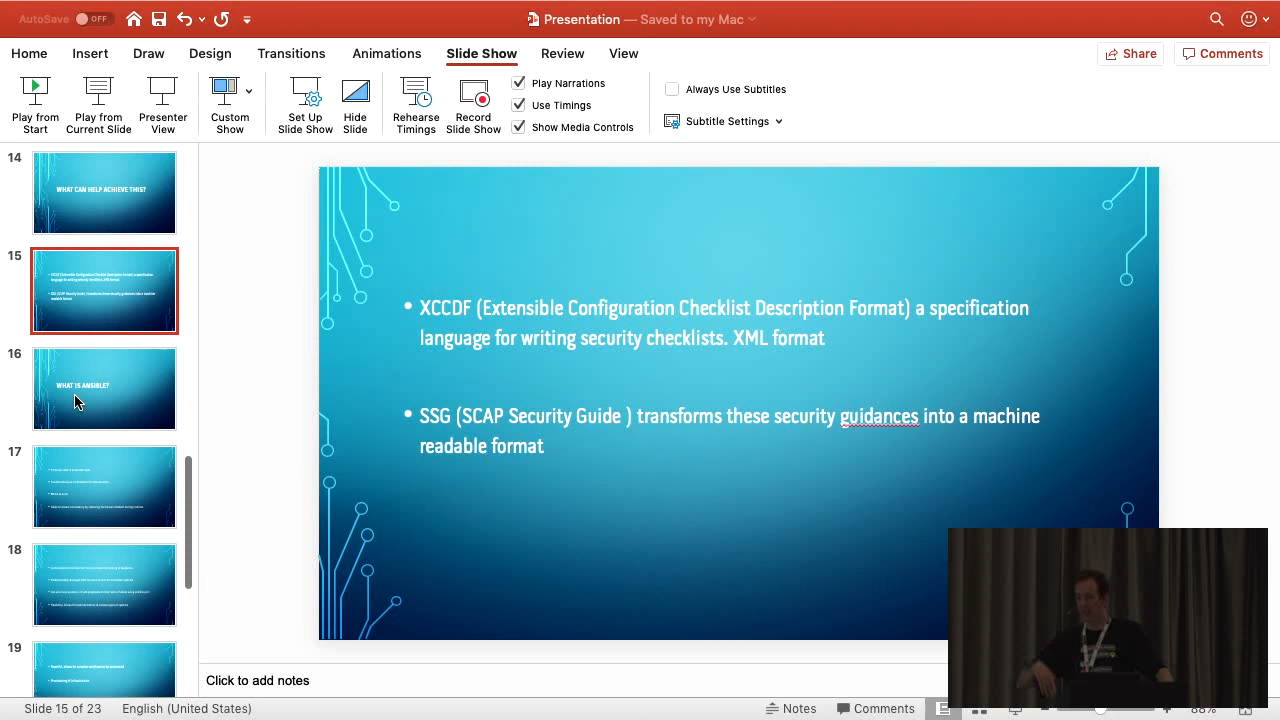 AutoSave OFF
Presentation — Saved to my Mac
Home Insert Draw Design Transitions Animations Slide Show Review View
Share Comments
Play from Start
Play from Current Slide
Presenter View
Custom Show
Set Up Slide Show
Hide Slide
Rehearse Timings
Record Slide Show
Play Narrations
Use Timings
Show Media Controls
Always Use Subtitles
Subtitle Settings
14
WHAT CAN HELP ACHIEVE THIS?
15
16
WHAT IS ANSIBLE?
17
18
19
• XCCDF (Extensible Configuration Checklist Description Format) a specification
language for writing security checklists. XML format
• SSG (SCAP Security Guide ) transforms these security guidances into a machine
readable format
Click to add notes
Slide 15 of 23 English (United States)
Notes Comments
88%